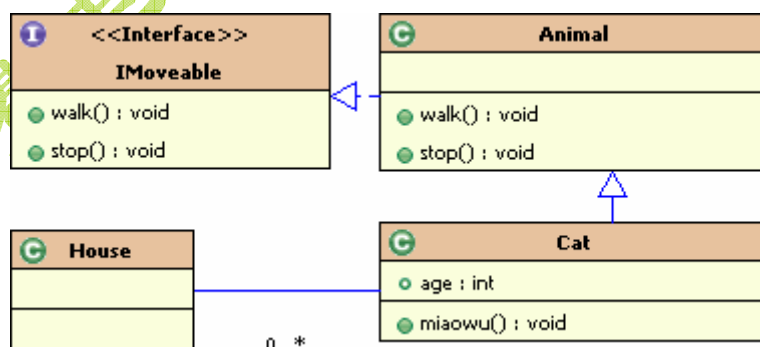 I <<Interface>>
IMoveable
walk() : void
stop() : void
C Animal
walk() : void
stop() : void
C House
C Cat
age : int
miaowu() : void
0..*